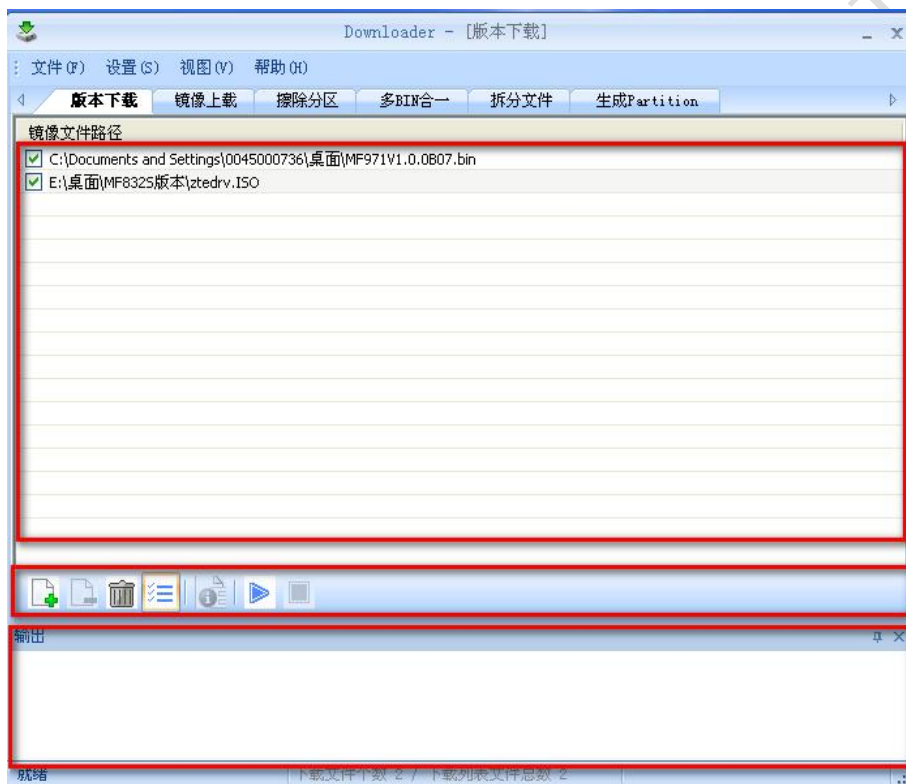 Downloader - [版本下载]
文件(F) 设置(S) 视图(V) 帮助(H)
版本下载 镜像上载 擦除分区 多BIN合一 拆分文件 生成Partition
镜像文件路径
C:\Documents and Settings\0045000736\桌面\MF971V1.0.0B07.bin
E:\桌面\MF832S版本\ztedrv.ISO
输出
就绪 下载文件个数 2 / 下载列表文件总数 2